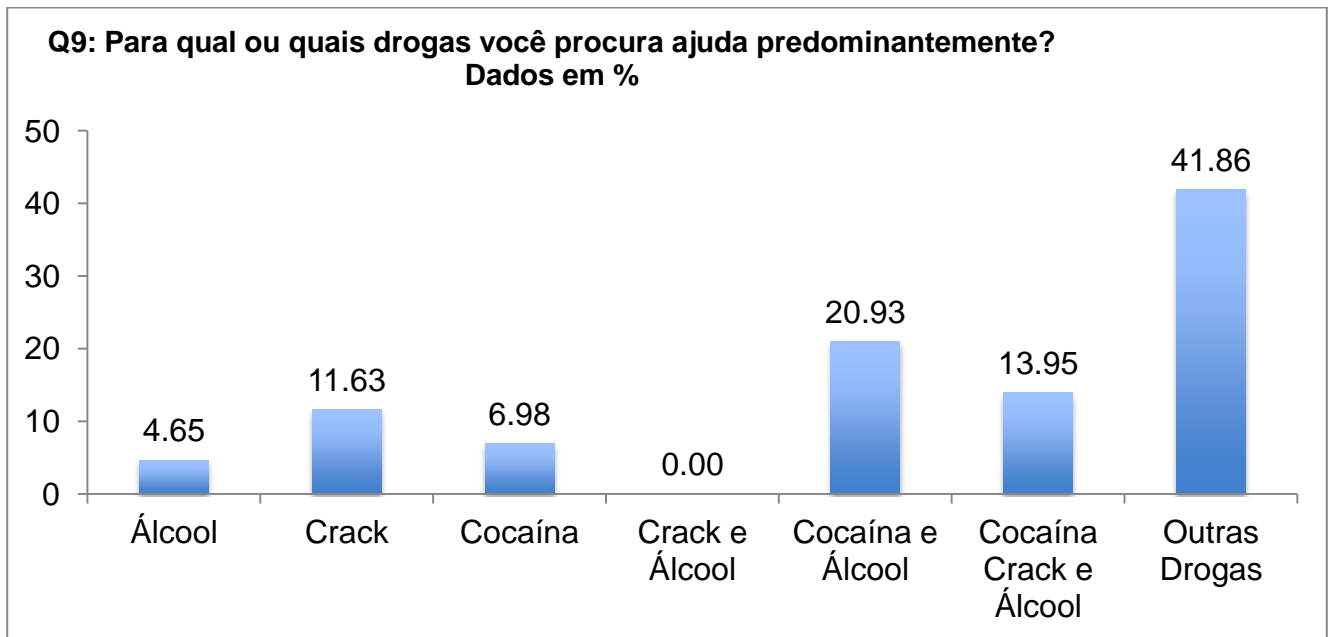 Q9: Para qual ou quais drogas você procura ajuda predominantemente?
Dados em %
50
40
30
20
10
0
4.65
11.63
6.98
0.00
20.93
13.95
41.86
Álcool
Crack
Cocaína
Crack e
Álcool
Cocaína e
Álcool
Cocaína
Crack e
Álcool
Outras
Drogas